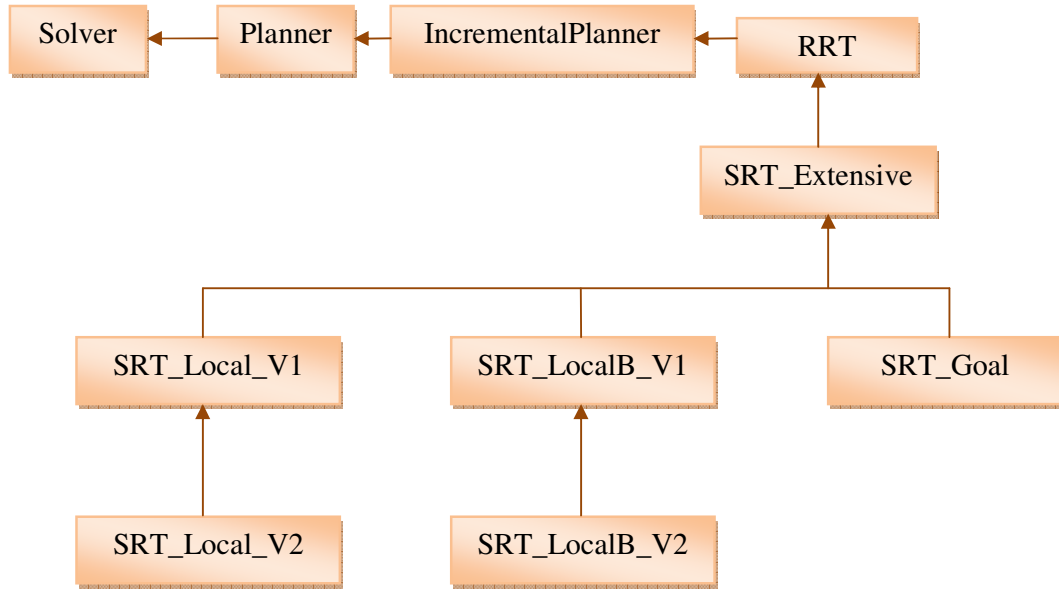 Solver
Planner
IncrementalPlanner
RRT
SRT_Extensive
SRT_Local_V1
SRT_LocalB_V1
SRT_Goal
SRT_Local_V2
SRT_LocalB_V2